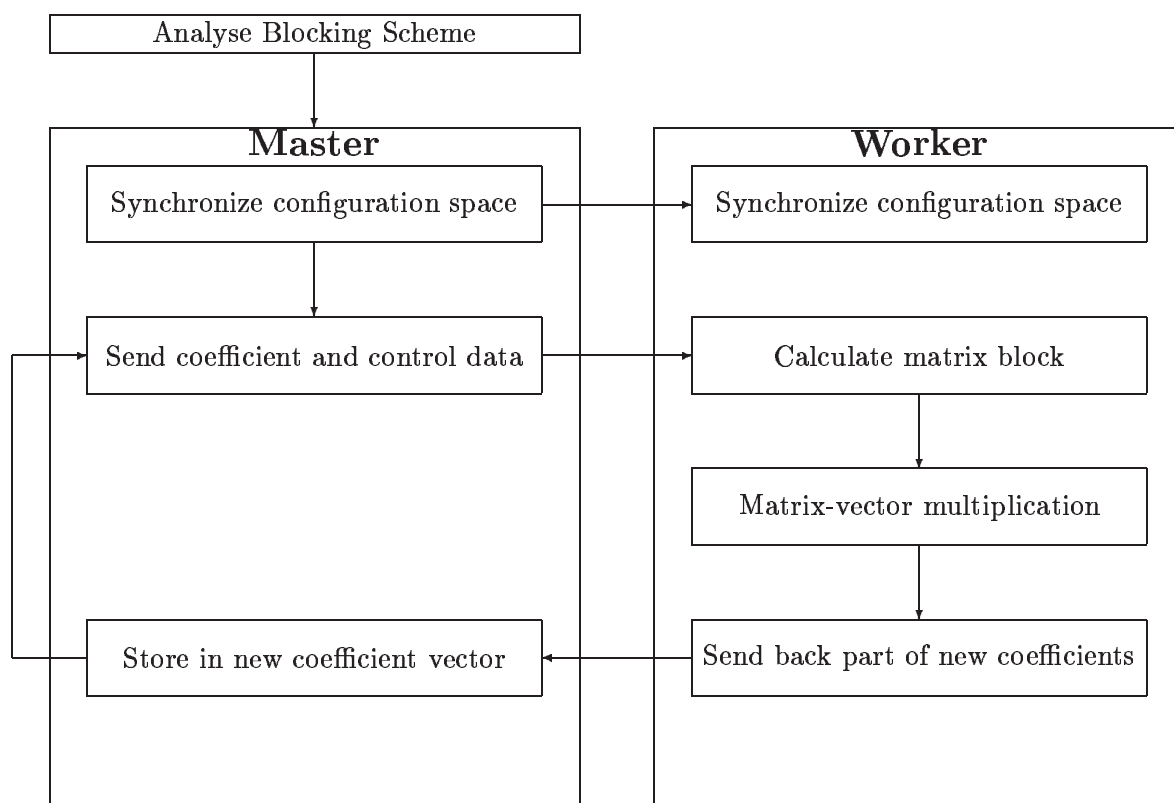 Analyse Blocking Scheme
Master
Synchronize configuration space
Send coefficient and control data
Store in new coefficient vector
Worker
Synchronize configuration space
Calculate matrix block
Matrix-vector multiplication
Send back part of new coefficients